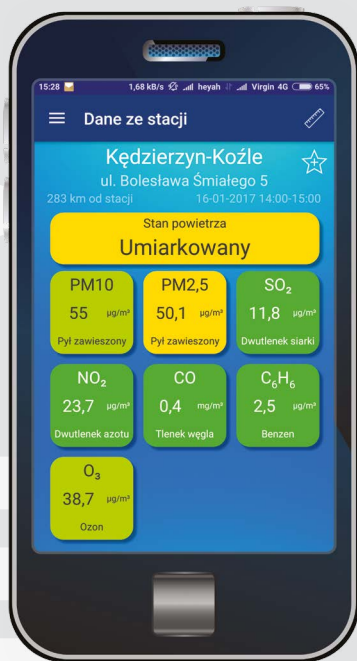 15:28 1,68 kB/s heyah Virgin 4G 65%
Dane ze stacji
Kędzierzyn-Koźle
ul. Bolesława Śmiałego 5
283 km od stacji 16-01-2017 14:00-15:00
Stan powietrza
Umiarkowany
PM10 PM2,5 SO₂
55 µg/m³ 50,1 µg/m³ 11,8 µg/m³
Pył zawieszony Pył zawieszony Dwutlenek siarki
NO₂ CO C₆H₆
23,7 µg/m³ 0,4 mg/m³ 2,5 µg/m³
Dwutlenek azotu Tlenek węgla Benzen
O₃
38,7 µg/m³
Ozon